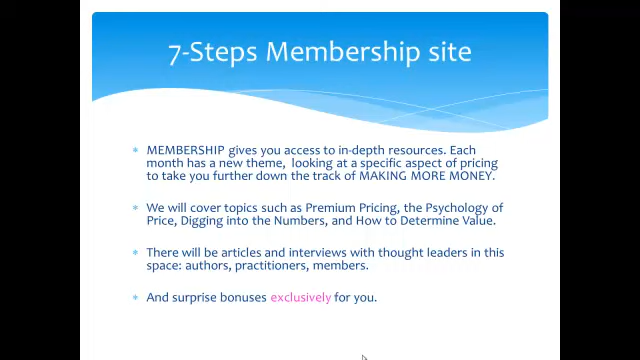 7-Steps Membership site
MEMBERSHIP gives you access to in-depth resources. Each
month has a new theme, looking at a specific aspect of pricing
to take you further down the track of MAKING MORE MONEY.
We will cover topics such as Premium Pricing, the Psychology of
Price, Digging into the Numbers, and How to Determine Value.
There will be articles and interviews with thought leaders in this
space: authors, practitioners, members.
And surprise bonuses exclusively for you.